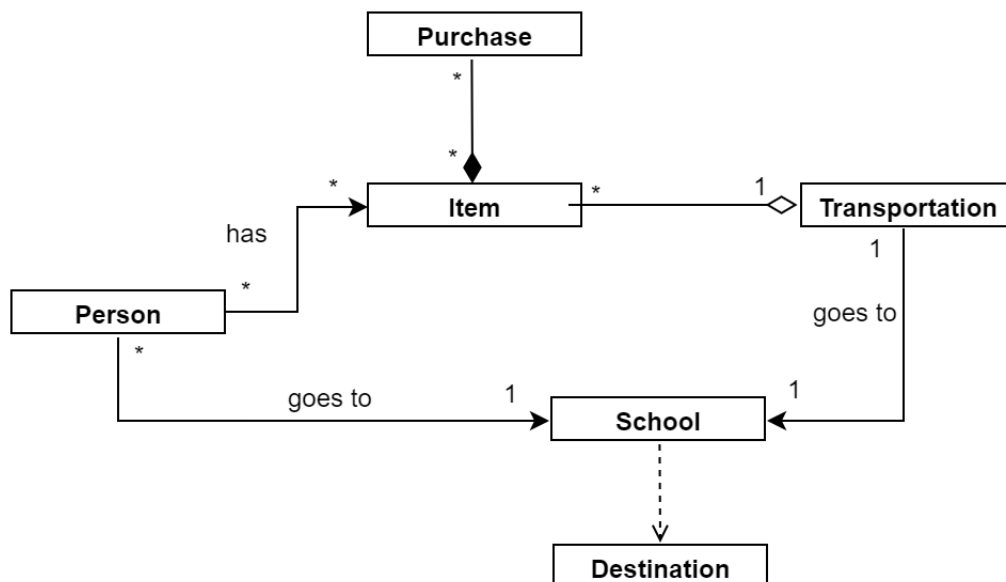 Purchase
*
*
*
Item
*
1
Transportation
has
*
1
Person
goes to
*
goes to
1
1
School
Destination